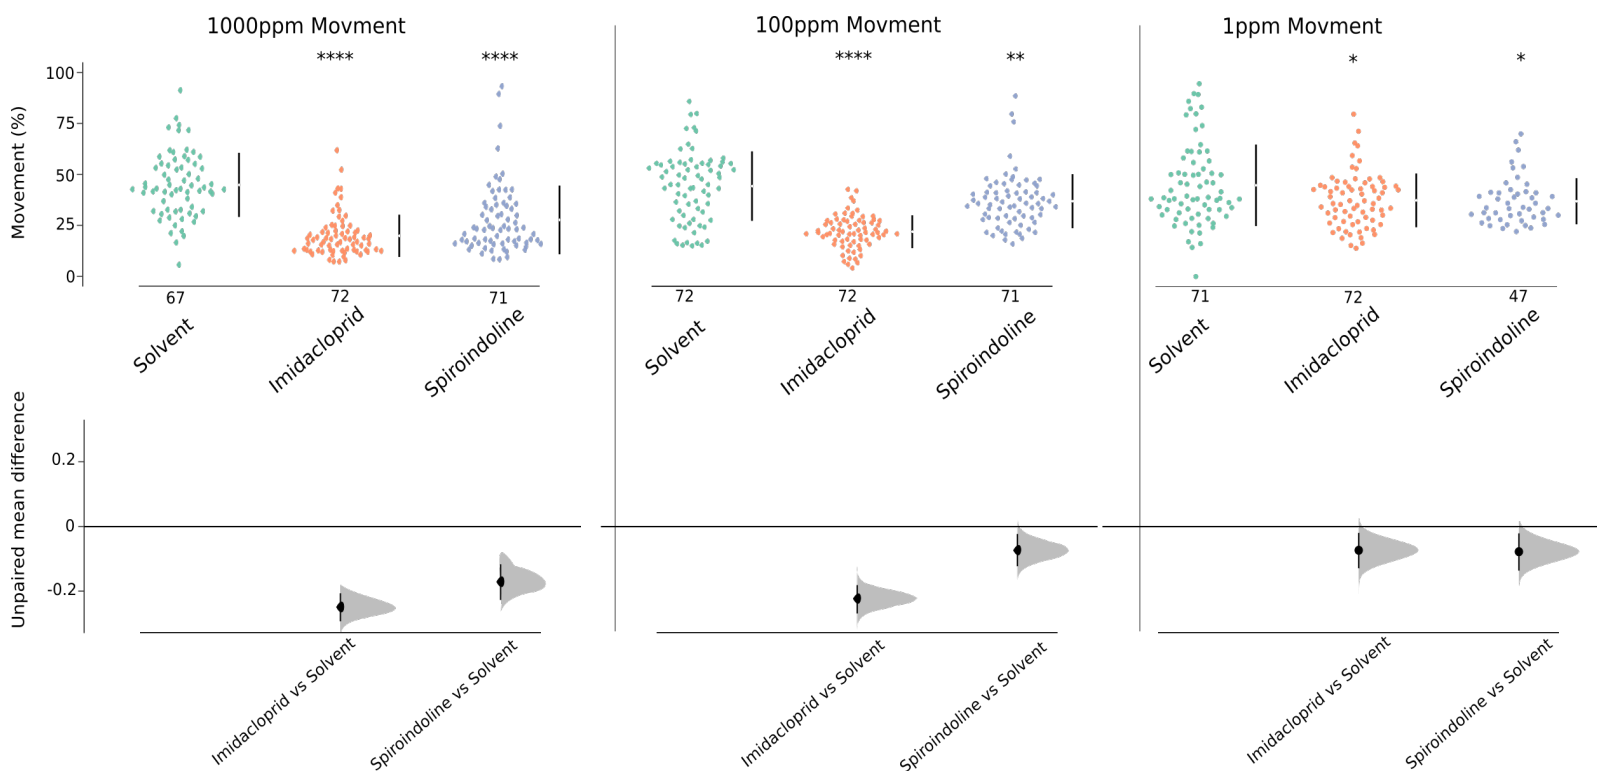 1000ppm Movment
100ppm Movment
1ppm Movment
**** ****
**** **
* *
Movement (%)
100
75
50
25
0
67 72 71
72 72 71
71 72 47
Solvent
Imidacloprid
Spiroindoline
Solvent
Imidacloprid
Spiroindoline
Solvent
Imidacloprid
Spiroindoline
Unpaired mean difference
0.2
0
-0.2
Imidacloprid vs Solvent
Spiroindoline vs Solvent
Imidacloprid vs Solvent
Spiroindoline vs Solvent
Imidacloprid vs Solvent
Spiroindoline vs Solvent